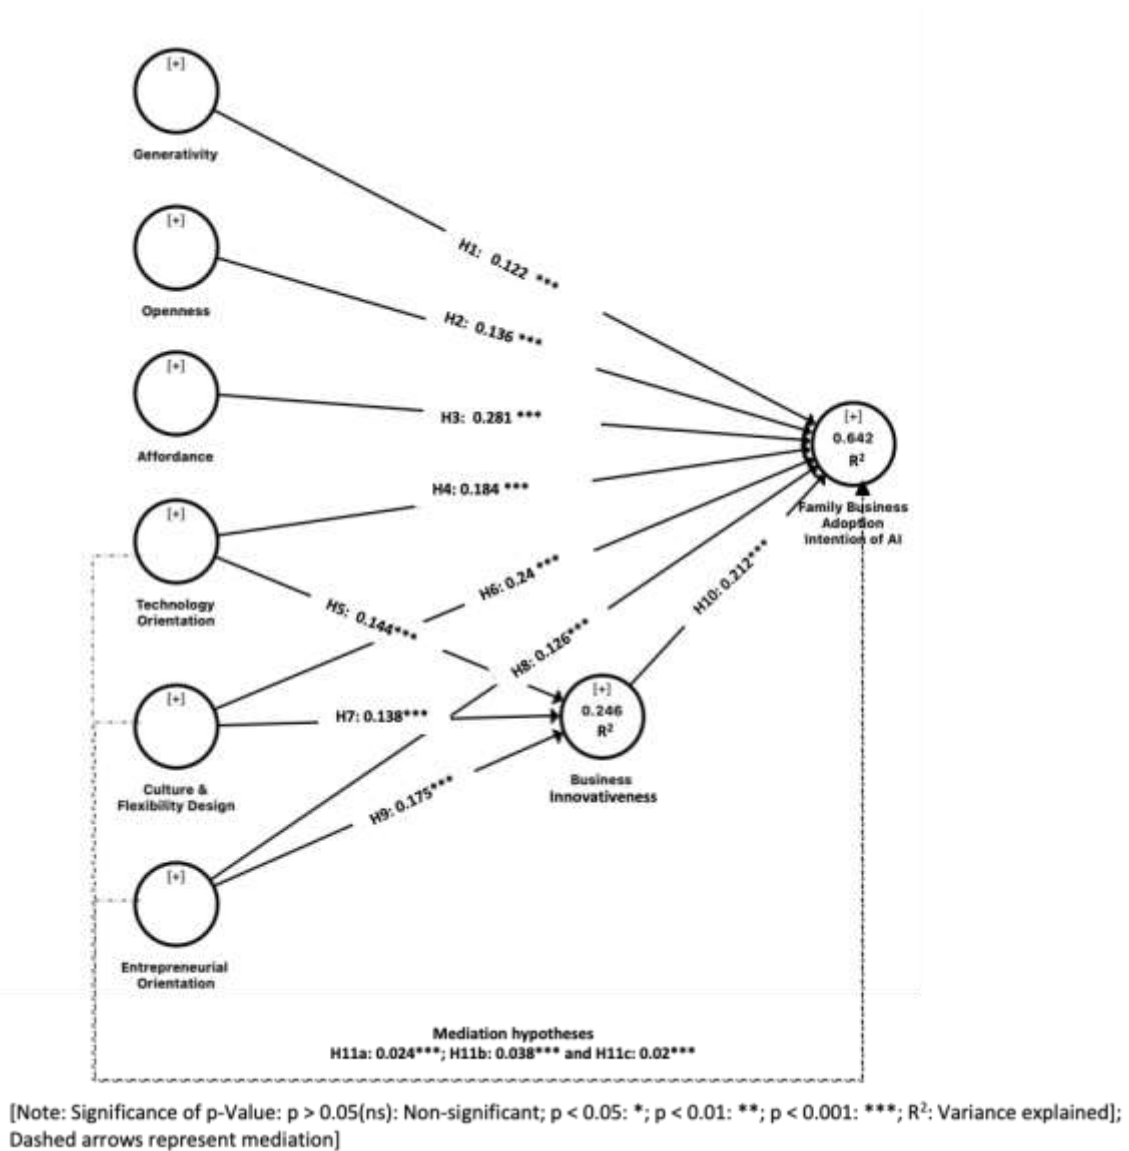 [+]
Generativity
[+]
Openness
[+]
Affordance
[+]
Technology
Orientation
[+]
Culture &
Flexibility Design
[+]
Entrepreneurial
Orientation
H1: 0.122 ***
H2: 0.136 ***
H3: 0.281 ***
H4: 0.184 ***
H6: 0.24 ***
H5: 0.144***
H8: 0.126***
H10: 0.212***
H7: 0.138***
H9: 0.175***
[+]
0.642
R²
Family Business
Adoption
Intention of AI
[+]
0.246
R²
Business
Innovativeness
Mediation hypotheses
H11a: 0.024***; H11b: 0.038*** and H11c: 0.02***
[Note: Significance of p-Value: p > 0.05(ns): Non-significant; p < 0.05: *; p < 0.01: **; p < 0.001: ***; R²: Variance explained];
Dashed arrows represent mediation]